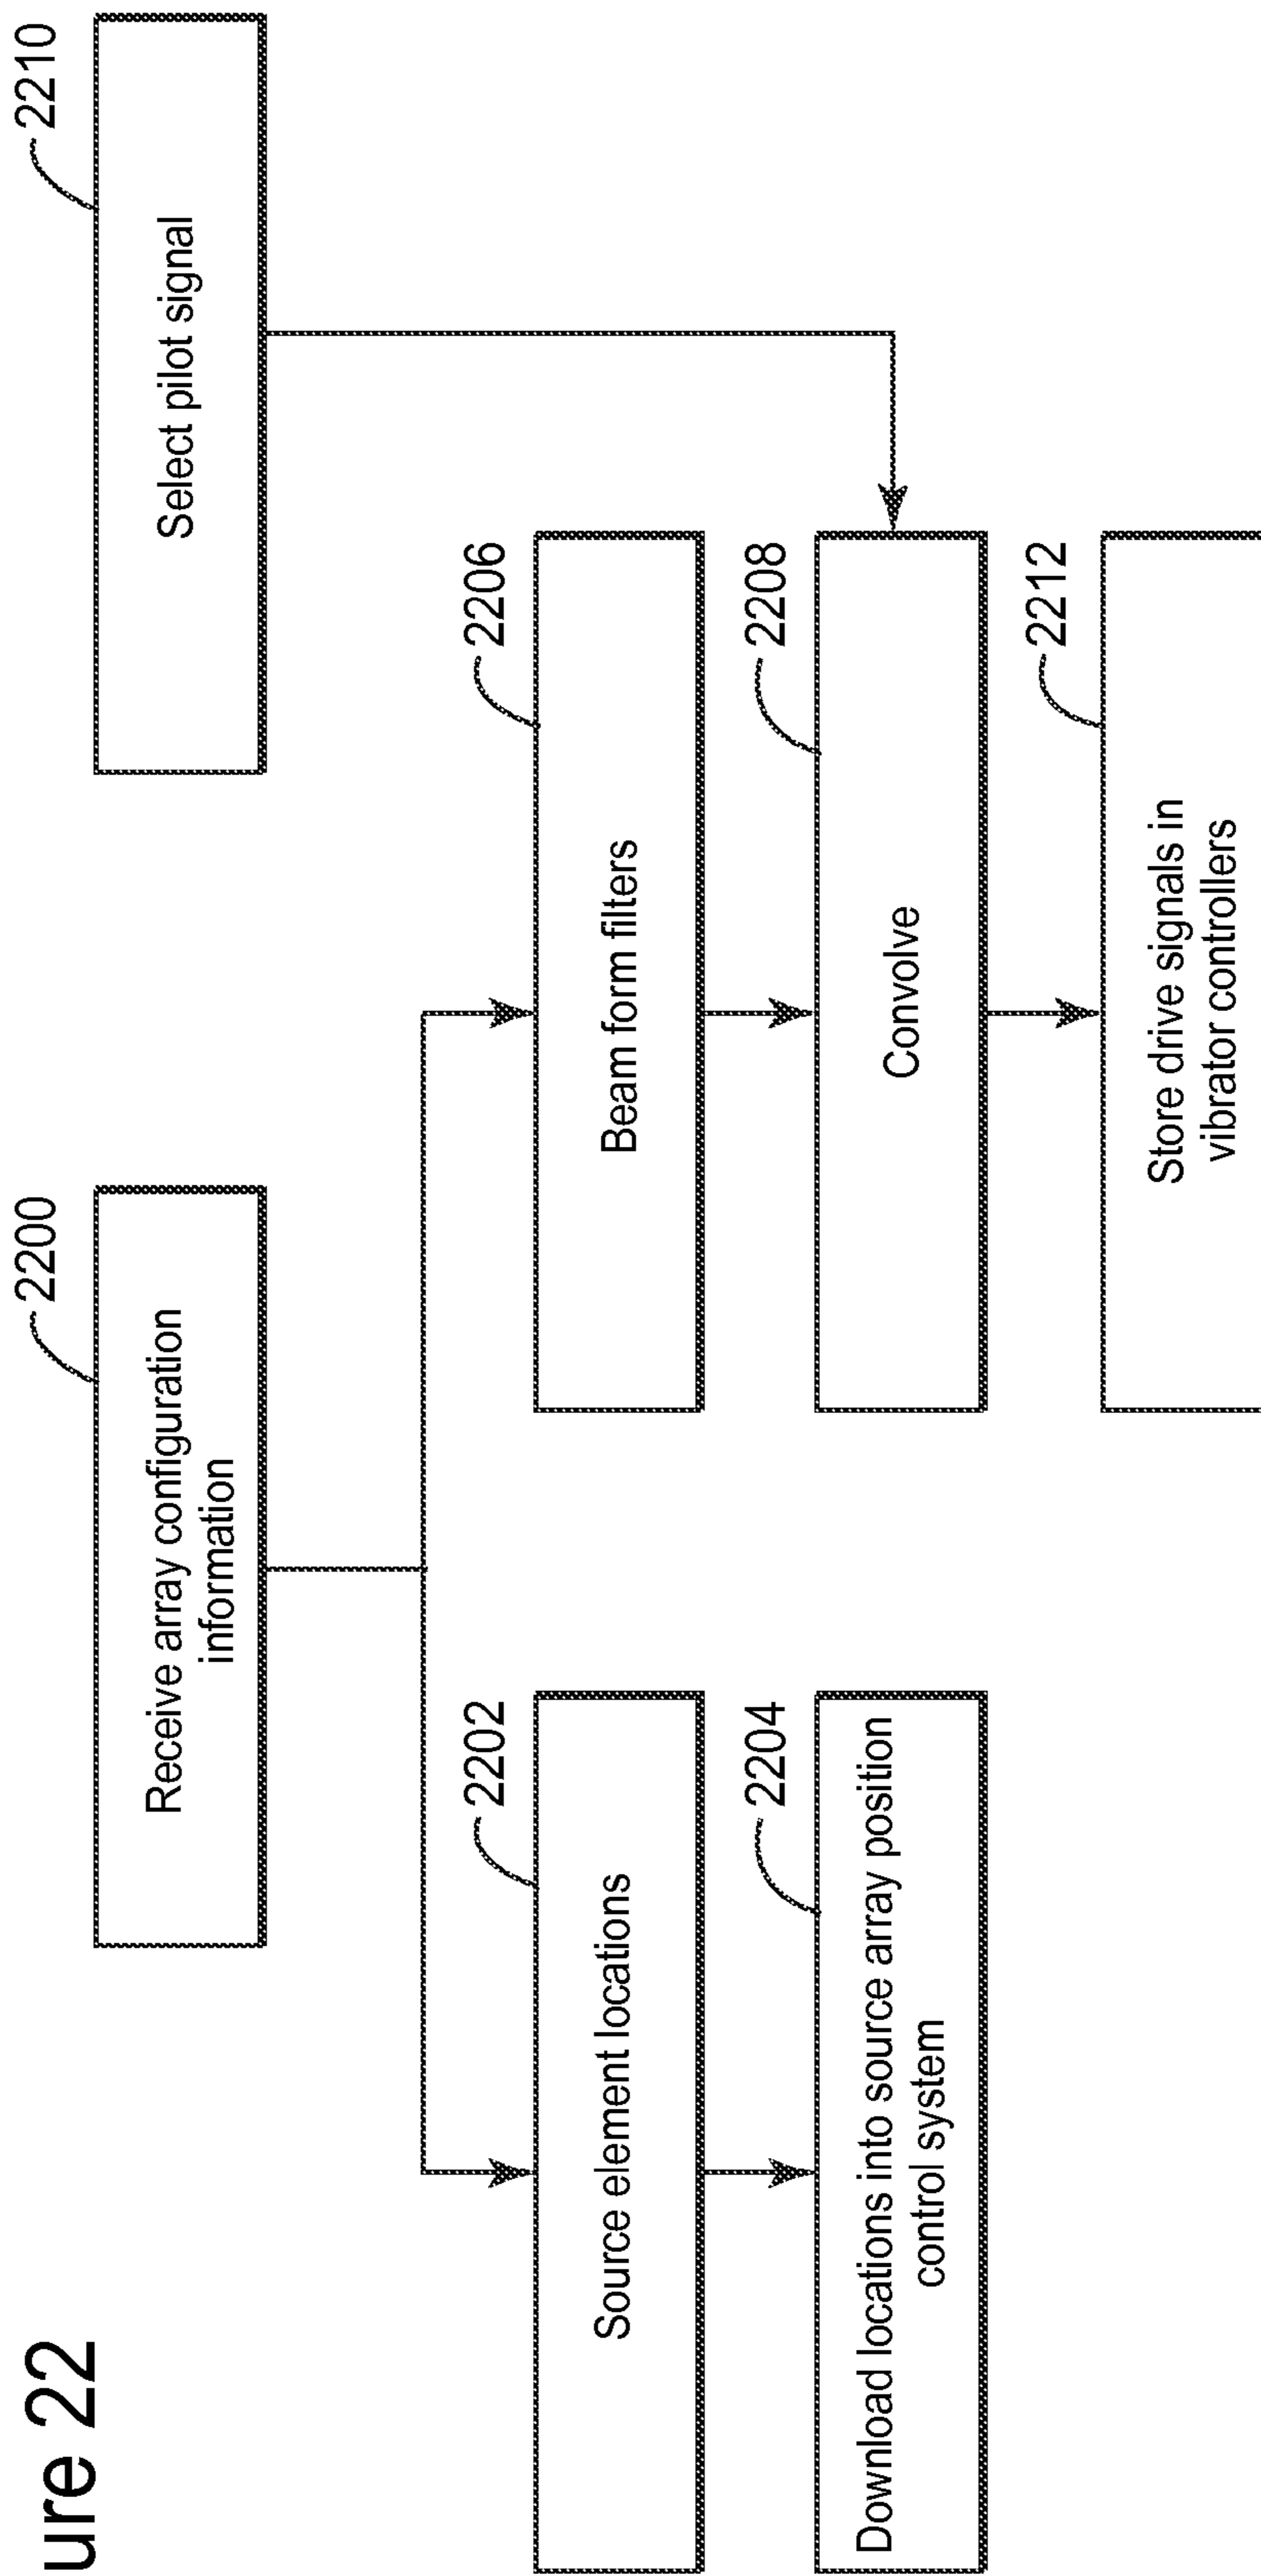 ure 22
2200
Receive array configuration
information
2210
Select pilot signal
2202
Source element locations
2206
Beam form filters
2204
Download locations into source array position
control system
2208
Convolve
2212
Store drive signals in
vibrator controllers